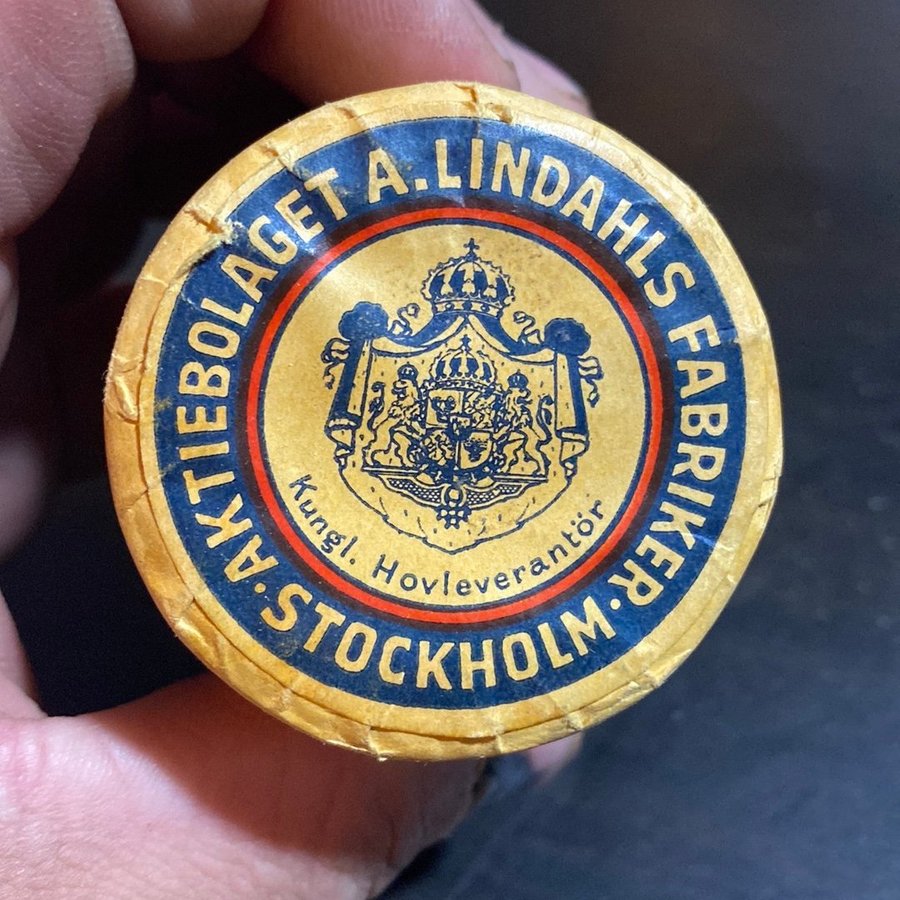 AKTIEBOLAGET A. LINDAHLS FABRIKER
· STOCKHOLM ·
Kungl. Hovleverantör